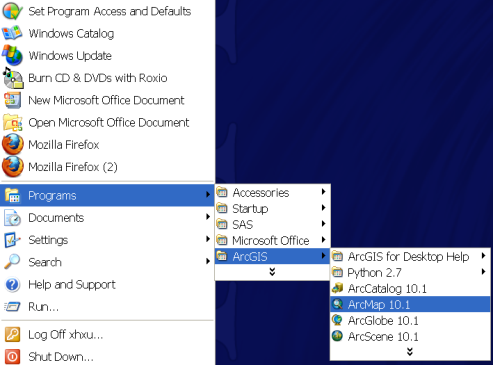 Set Program Access and Defaults
Windows Catalog
Windows Update
Burn CD & DVDs with Roxio
New Microsoft Office Document
Open Microsoft Office Document
Mozilla Firefox
Mozilla Firefox (2)
Programs
Documents
Settings
Search
Help and Support
Run...
Log Off xhxu...
Shut Down...
Accessories
Startup
SAS
Microsoft Office
ArcGIS
ArcGIS for Desktop Help
Python 2.7
ArcCatalog 10.1
ArcMap 10.1
ArcGlobe 10.1
ArcScene 10.1